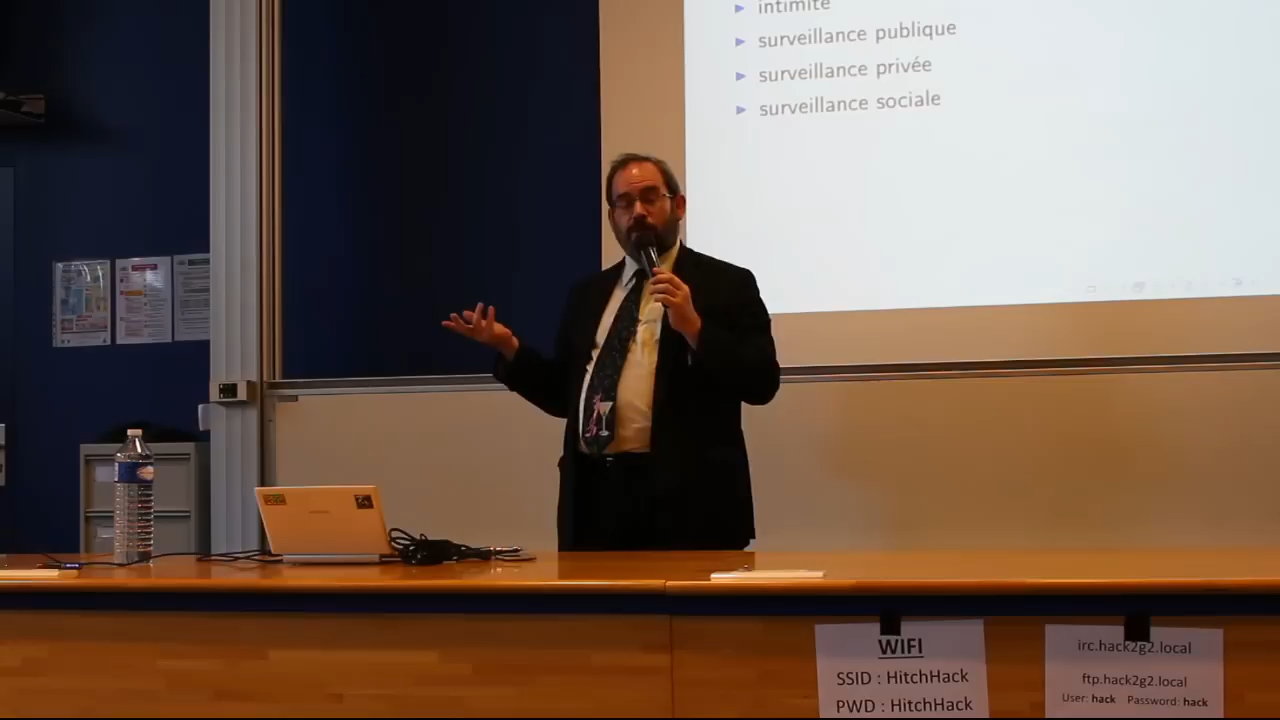 intimité
surveillance publique
surveillance privée
surveillance sociale
WIFI
SSID : HitchHack
PWD : HitchHack
irc.hack2g2.local
ftp.hack2g2.local
User: hack Password: hack